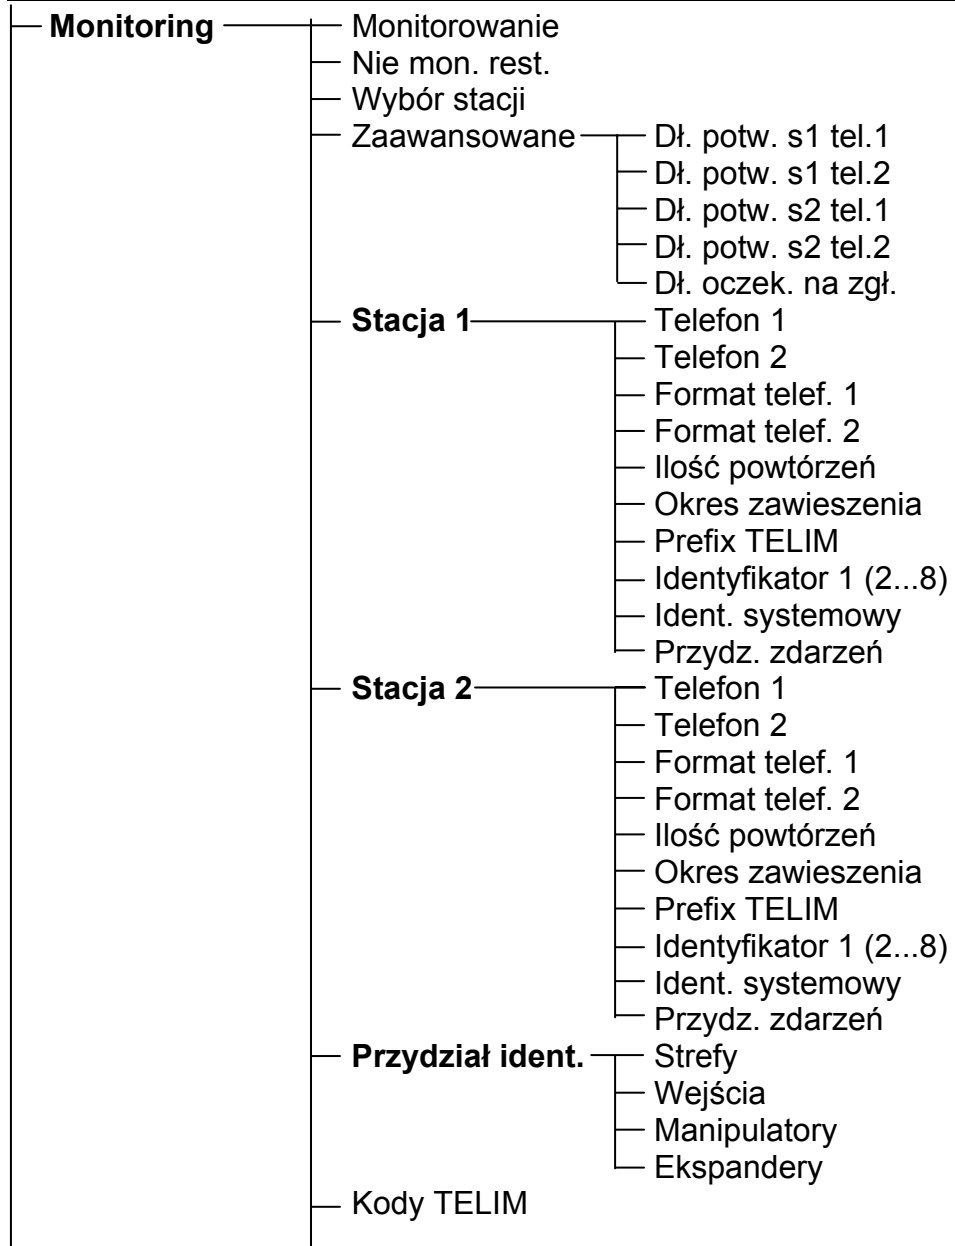 Monitoring Monitorowanie
Nie mon. rest.
Wybór stacji
Zaawansowane Dł. potw. s1 tel.1
Dł. potw. s1 tel.2
Dł. potw. s2 tel.1
Dł. potw. s2 tel.2
Dł. oczek. na zgł.
Stacja 1 Telefon 1
Telefon 2
Format telef. 1
Format telef. 2
Ilość powtórzeń
Okres zawieszenia
Prefix TELIM
Identyfikator 1 (2...8)
Ident. systemowy
Przydz. zdarzeń
Stacja 2 Telefon 1
Telefon 2
Format telef. 1
Format telef. 2
Ilość powtórzeń
Okres zawieszenia
Prefix TELIM
Identyfikator 1 (2...8)
Ident. systemowy
Przydz. zdarzeń
Przydział ident. Strefy
Wejścia
Manipulatory
Ekspandery
Kody TELIM